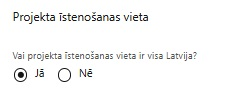 Projekta īstenošanas vieta
Vai projekta īstenošanas vieta ir visa Latvija?
Jā Nē